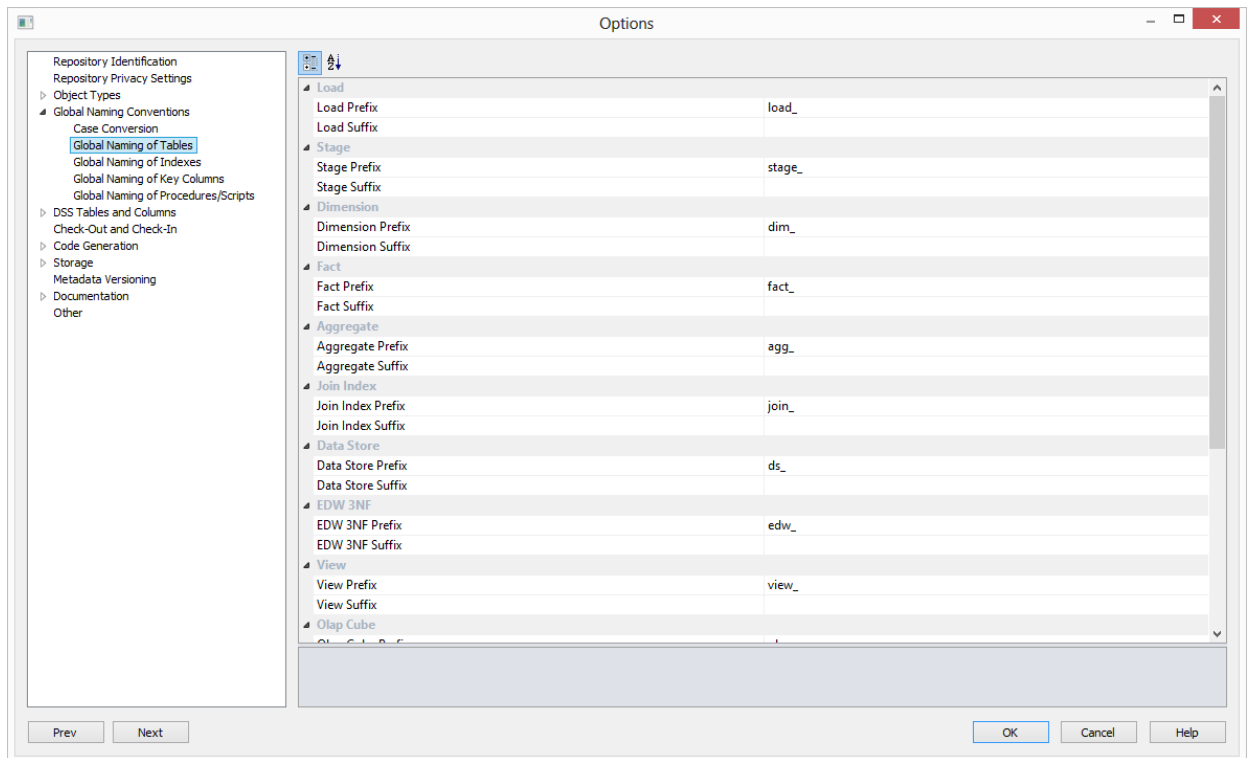 Options
Repository Identification
Repository Privacy Settings
Object Types
Global Naming Conventions
Case Conversion
Global Naming of Tables
Global Naming of Indexes
Global Naming of Key Columns
Global Naming of Procedures/Scripts
DSS Tables and Columns
Check-Out and Check-In
Code Generation
Storage
Metadata Versioning
Documentation
Other
Load
Load Prefix load_
Load Suffix
Stage
Stage Prefix stage_
Stage Suffix
Dimension
Dimension Prefix dim_
Dimension Suffix
Fact
Fact Prefix fact_
Fact Suffix
Aggregate
Aggregate Prefix agg_
Aggregate Suffix
Join Index
Join Index Prefix join_
Join Index Suffix
Data Store
Data Store Prefix ds_
Data Store Suffix
EDW 3NF
EDW 3NF Prefix edw_
EDW 3NF Suffix
View
View Prefix view_
View Suffix
Olap Cube
Olap Cube Prefix
Prev Next OK Cancel Help